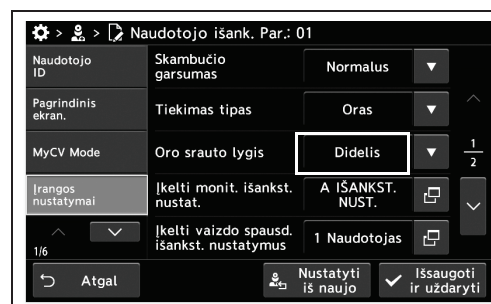 > > Naudotojo išank. Par.: 01
Naudotojo
ID
Skambučio
garsumas
Normalus
Pagrindinis
ekran.
Tiekimas tipas
Oras
MyCV Mode
Oro srauto lygis
Didelis
1
2
Įrangos
nustatymai
Įkelti monit. išankst.
nustat.
A IŠANKST.
NUST.
1/6
Įkelti vaizdo spausd.
išankst. nustatymus
1 Naudotojas
Atgal
Nustatyti
iš naujo
Išsaugoti
ir uždaryti